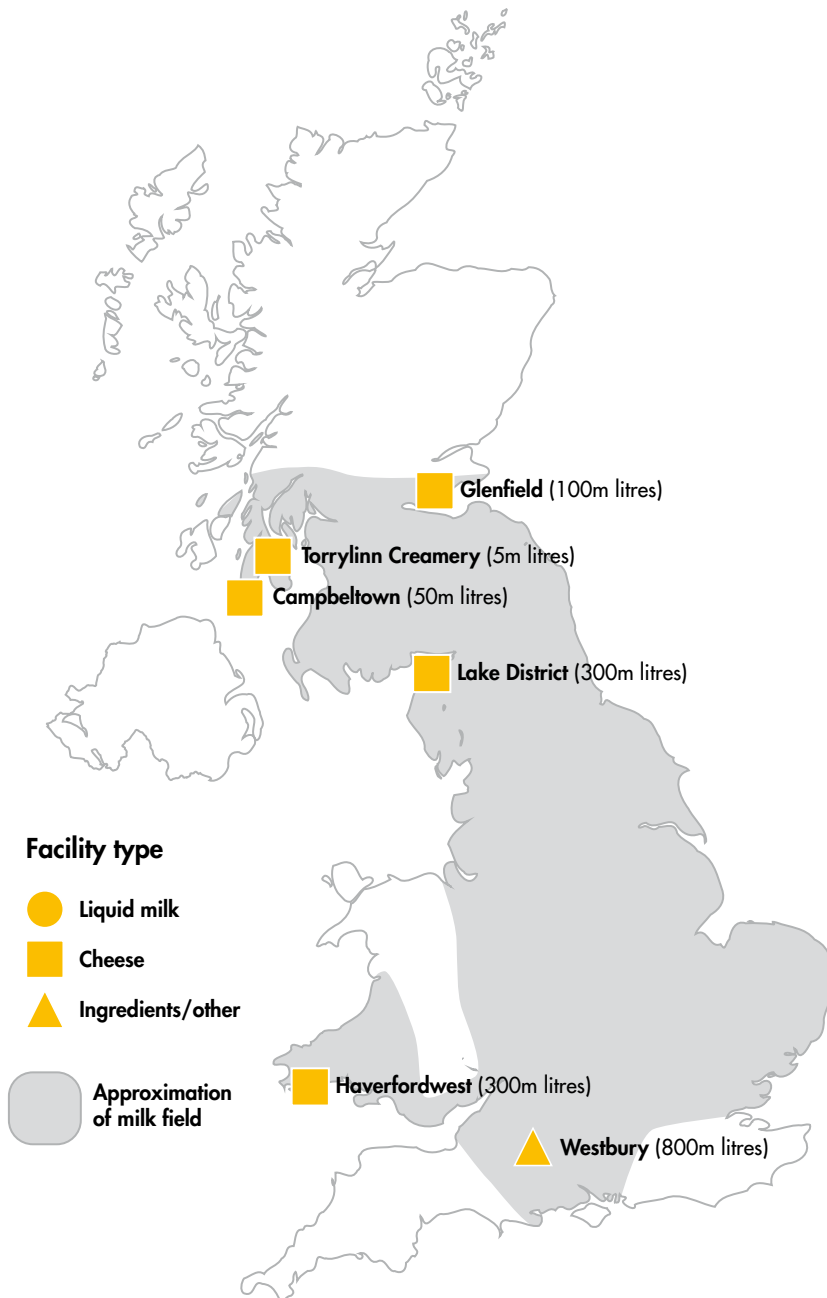 Glenfield (100m litres)
Torrylinn Creamery (5m litres)
Campbeltown (50m litres)
Lake District (300m litres)
Facility type
Liquid milk
Cheese
Ingredients/other
Approximation
of milk field
Haverfordwest (300m litres)
Westbury (800m litres)